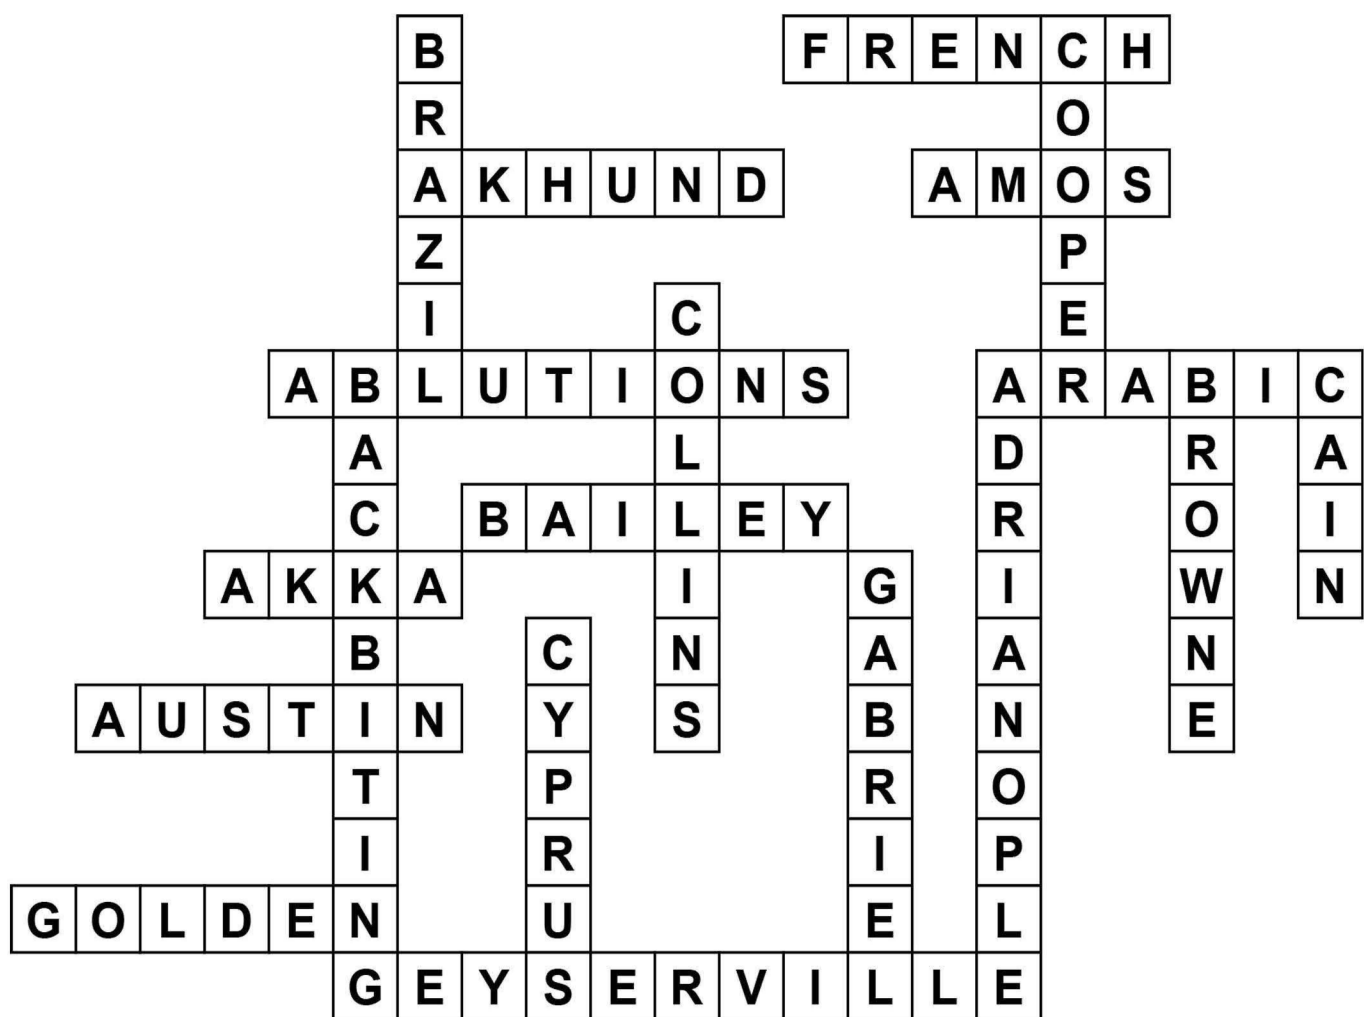 BRAZIL
FRENCH
COOPER
AKHUND
AMOS
COLLINS
ABLUTIONS
BACKBITING
ARABIC
ADRIANOPLE
BROWNE
CAIN
BAILEY
AKKA
GABRIEL
CYPRUS
AUSTIN
GOLDEN
GEYSERVILLE